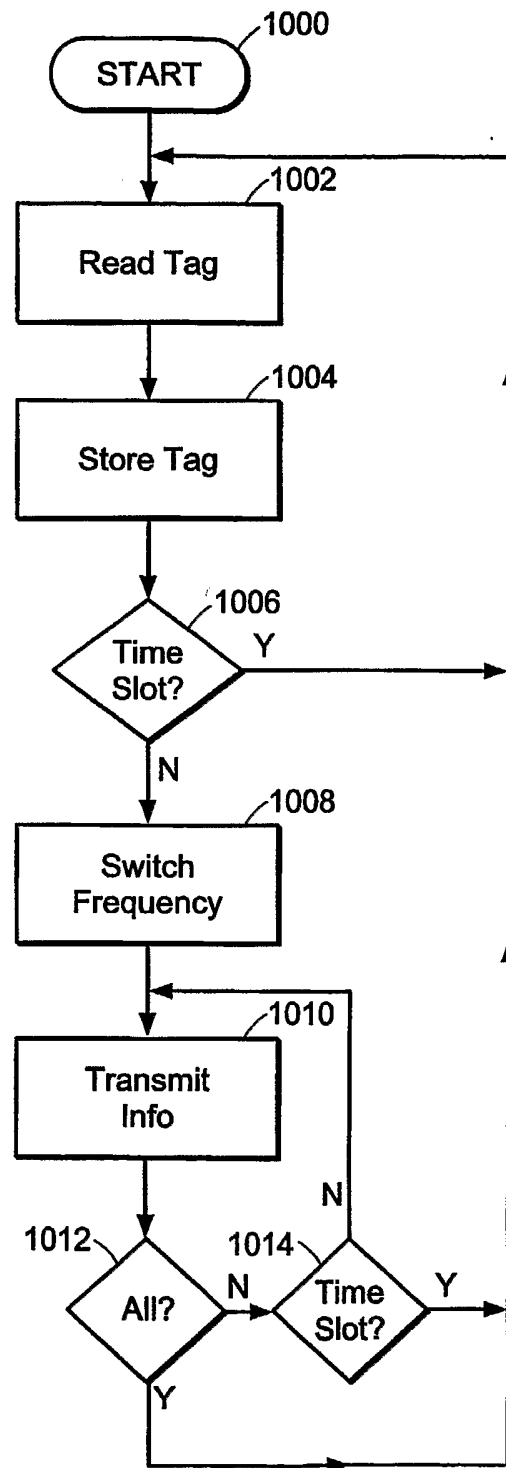 1000
START
1002
Read Tag
1004
Store Tag
1006
Time
Slot?
Y
N
1008
Switch
Frequency
1010
Transmit
Info
N
1012
1014
All?
N
Time
Slot?
Y
Y